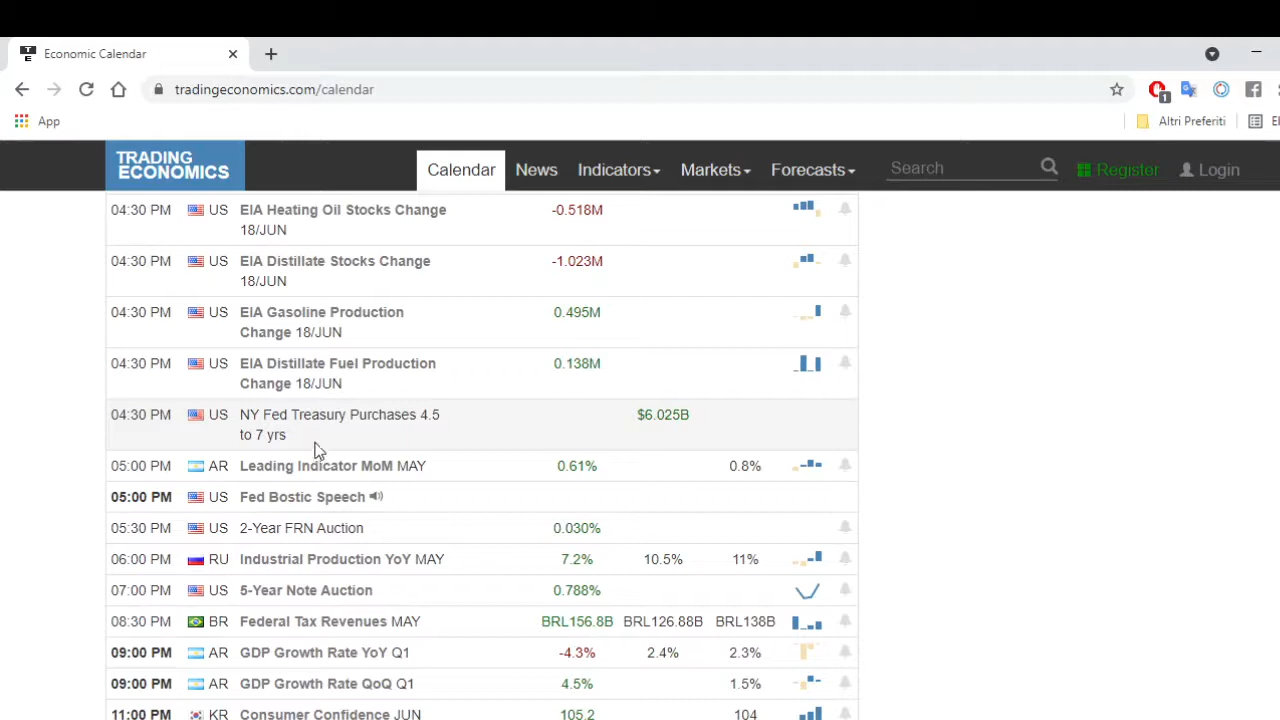 Economic Calendar
tradingeconomics.com/calendar
1
App
Altri Preferiti
TRADING
ECONOMICS
Calendar News Indicators Markets Forecasts Search Register Login
04:30 PM US EIA Heating Oil Stocks Change -0.518M
18/JUN
04:30 PM US EIA Distillate Stocks Change -1.023M
18/JUN
04:30 PM US EIA Gasoline Production 0.495M
Change 18/JUN
04:30 PM US EIA Distillate Fuel Production 0.138M
Change 18/JUN
04:30 PM US NY Fed Treasury Purchases 4.5 $6.025B
to 7 yrs
05:00 PM AR Leading Indicator MoM MAY 0.61% 0.8%
05:00 PM US Fed Bostic Speech
05:30 PM US 2-Year FRN Auction 0.030%
06:00 PM RU Industrial Production YoY MAY 7.2% 10.5% 11%
07:00 PM US 5-Year Note Auction 0.788%
08:30 PM BR Federal Tax Revenues MAY BRL156.8B BRL126.88B BRL138B
09:00 PM AR GDP Growth Rate YoY Q1 -4.3% 2.4% 2.3%
09:00 PM AR GDP Growth Rate QoQ Q1 4.5% 1.5%
11:00 PM KR Consumer Confidence JUN 105.2 104